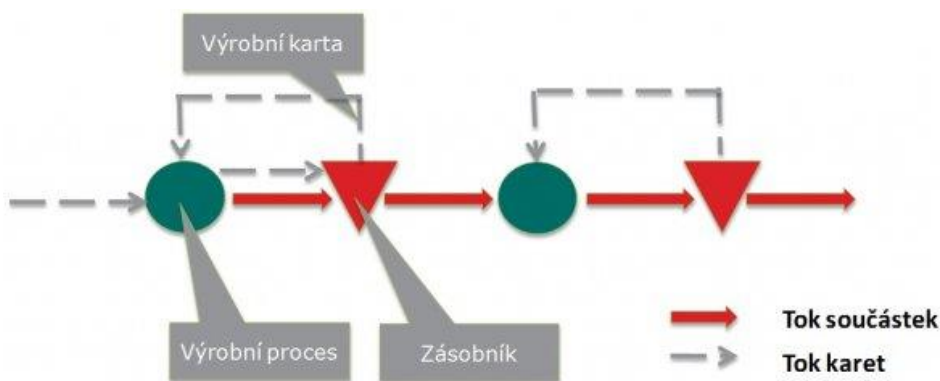 Výrobní karta
Výrobní proces
Zásobník
Tok součástek
Tok karet